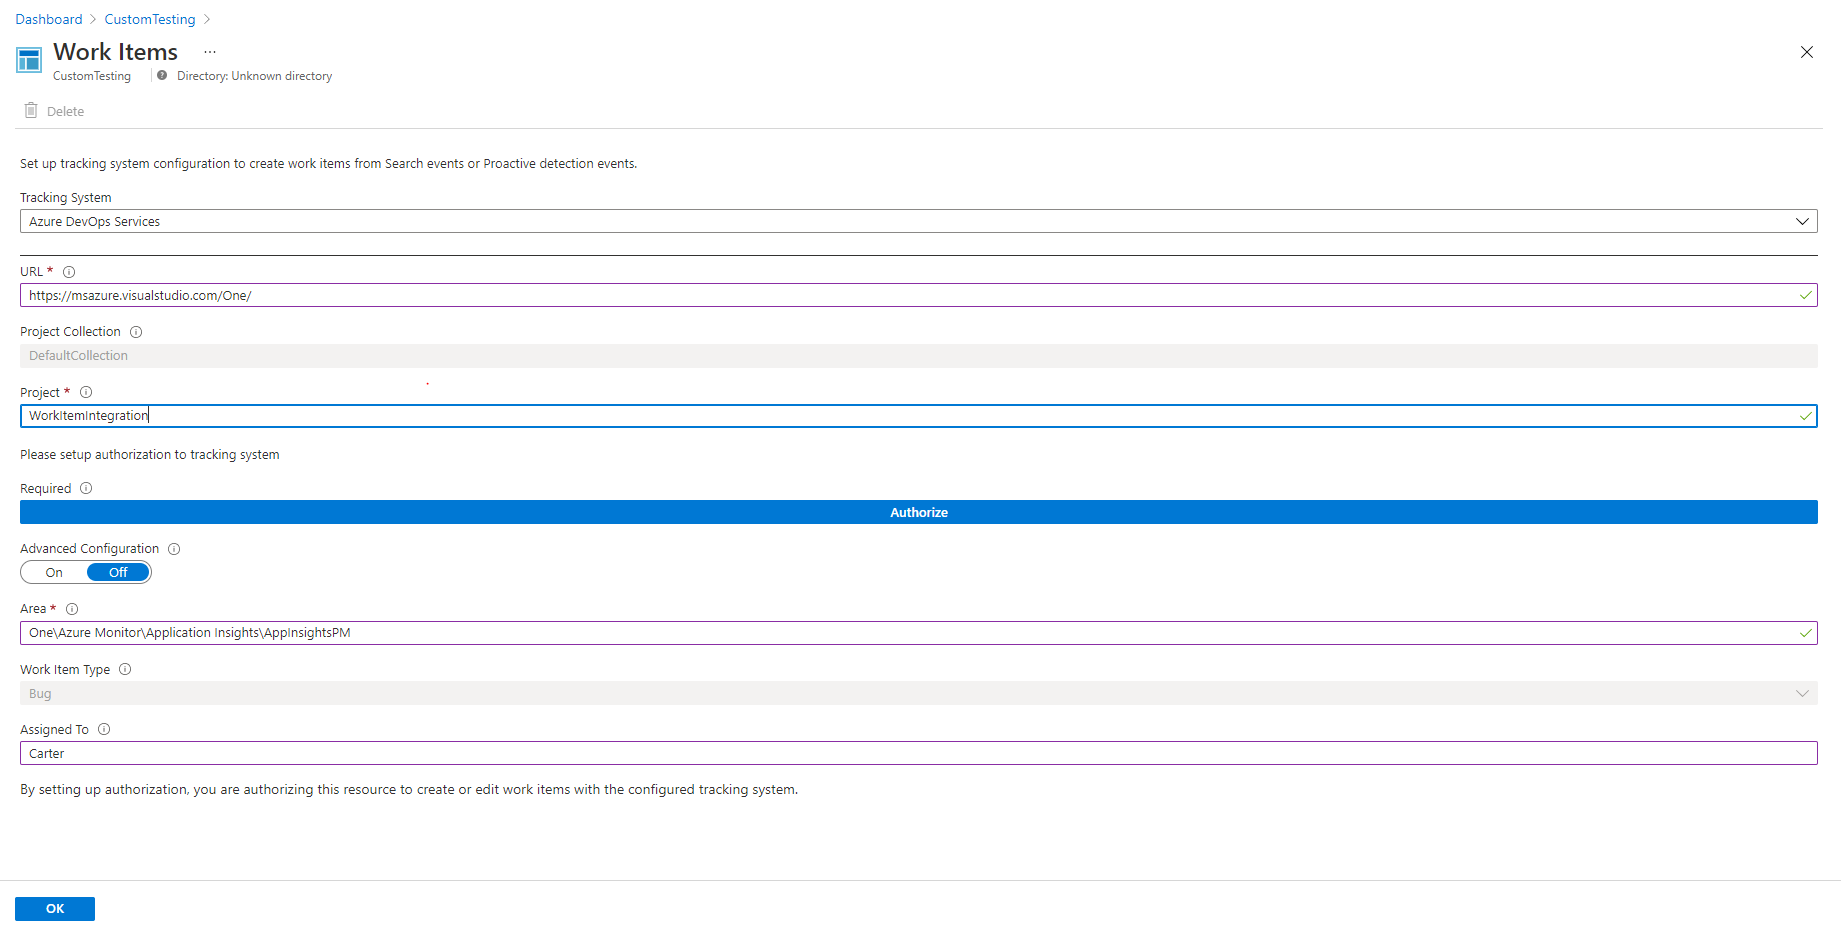 Dashboard > CustomTesting >
Work Items ...
CustomTesting | Directory: Unknown directory
Delete
Set up tracking system configuration to create work items from Search events or Proactive detection events.
Tracking System
Azure DevOps Services
URL *
https://msazure.visualstudio.com/One/
Project Collection
DefaultCollection
Project *
WorkItemIntegration
Please setup authorization to tracking system
Required
Authorize
Advanced Configuration
On Off
Area *
One\Azure Monitor\Application Insights\AppInsightsPM
Work Item Type
Bug
Assigned To
Carter
By setting up authorization, you are authorizing this resource to create or edit work items with the configured tracking system.
OK